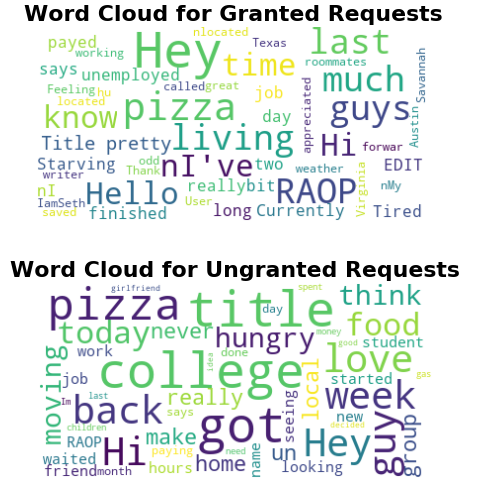 Word Cloud for Granted Requests
payed
nlocated
Hey
last
Texas
working
time
roommates
says
unemployed
much
Savannah
Feeling
hu
called
great
located
job
pizza
guys
know
day
appreciated
Austin
Title pretty
living
Hi
forwar
Starving
odd
nI've
two
weather
EDIT
Thank
writer
nI
Hello
really
bit
RAOP
Virginia
nMy
IamSeth
User
saved
finished
long
Currently
Tired
Word Cloud for Ungranted Requests
girlfriend
spent
pizza
title
day
think
today
never
hungry
money
food
good
student
work
idea
done
college
love
gas
job
local
started
moving
last
really
week
Im
back
got
decided
children
says
seeing
new
guy
RAOP
Hi
make
Hey
group
waited
paying
need
un
name
friend
month
hours
home
looking